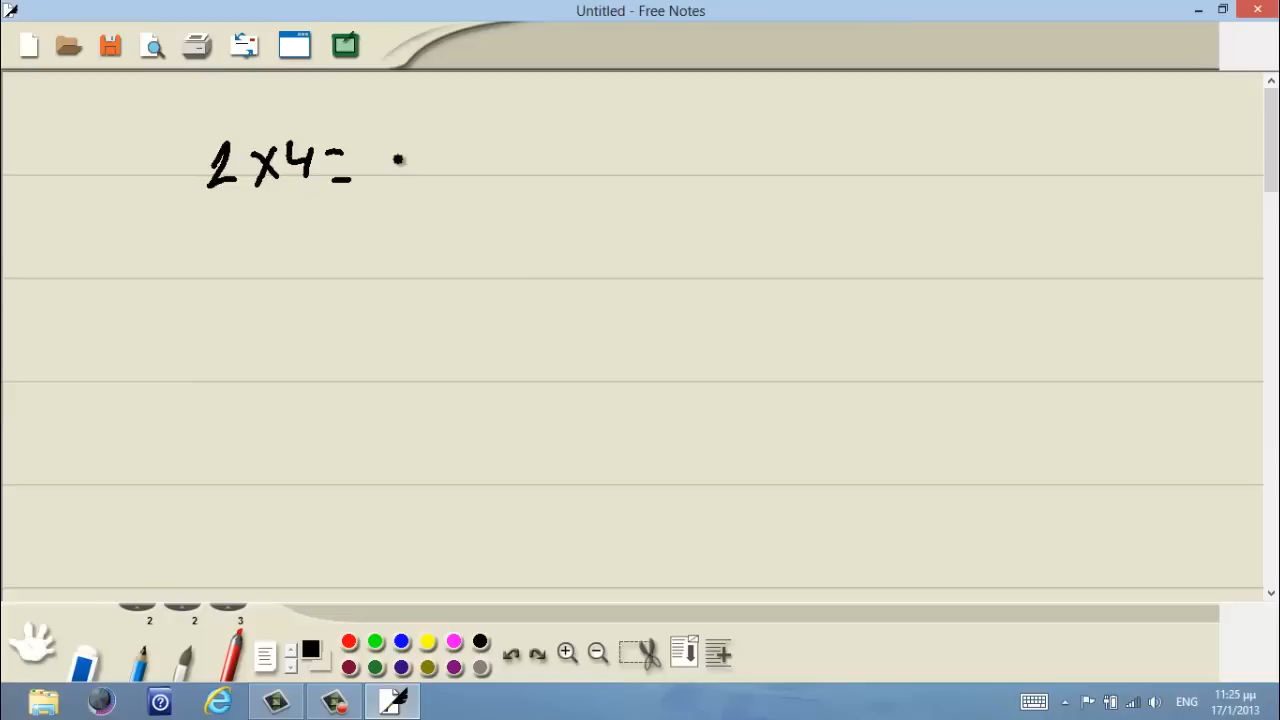 Untitled - Free Notes
2 x 4 =
2 2 3
ENG
11:25 μμ
17/1/2013